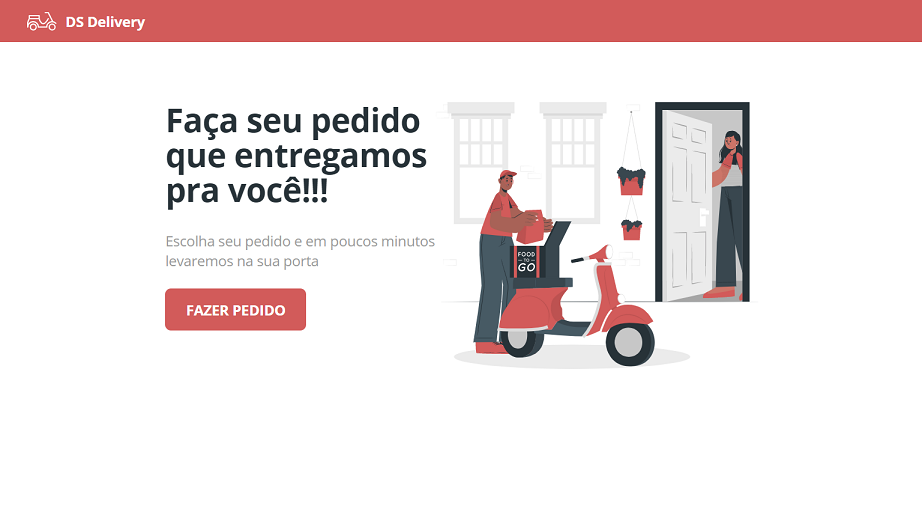 DS Delivery
Faça seu pedido
que entregamos
pra você!!!
Escolha seu pedido e em poucos minutos
levaremos na sua porta
FAZER PEDIDO
FOOD
TO
GO